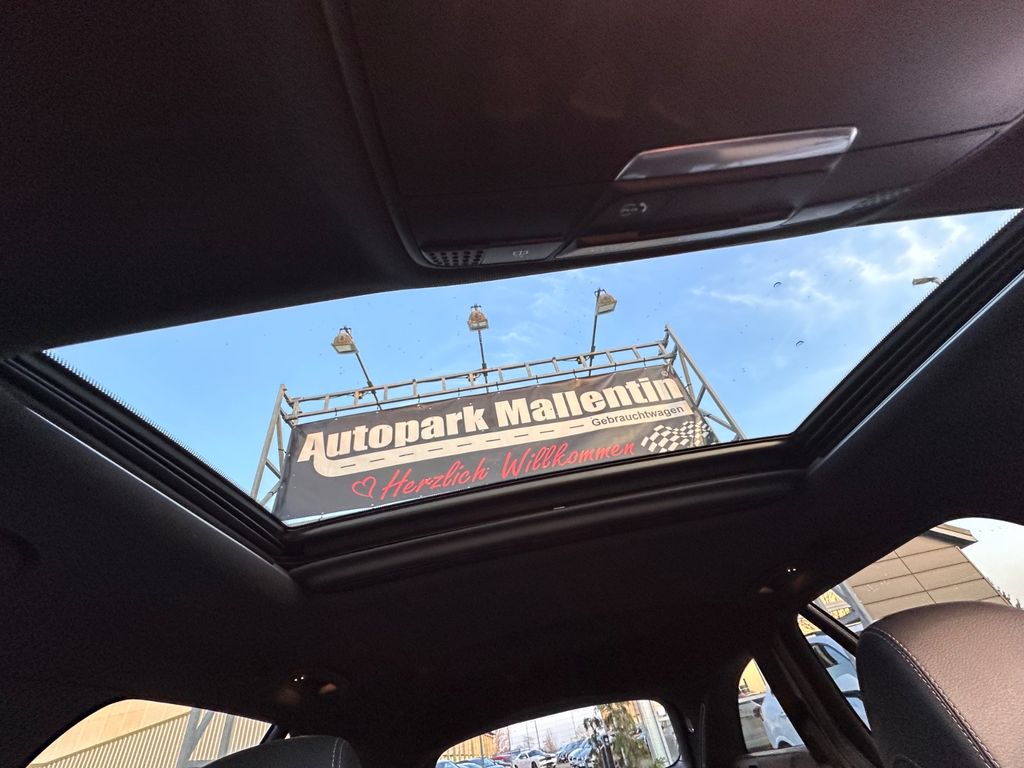 Autopark Mallentin
Gebrauchtwagen
Herzlich Willkommen